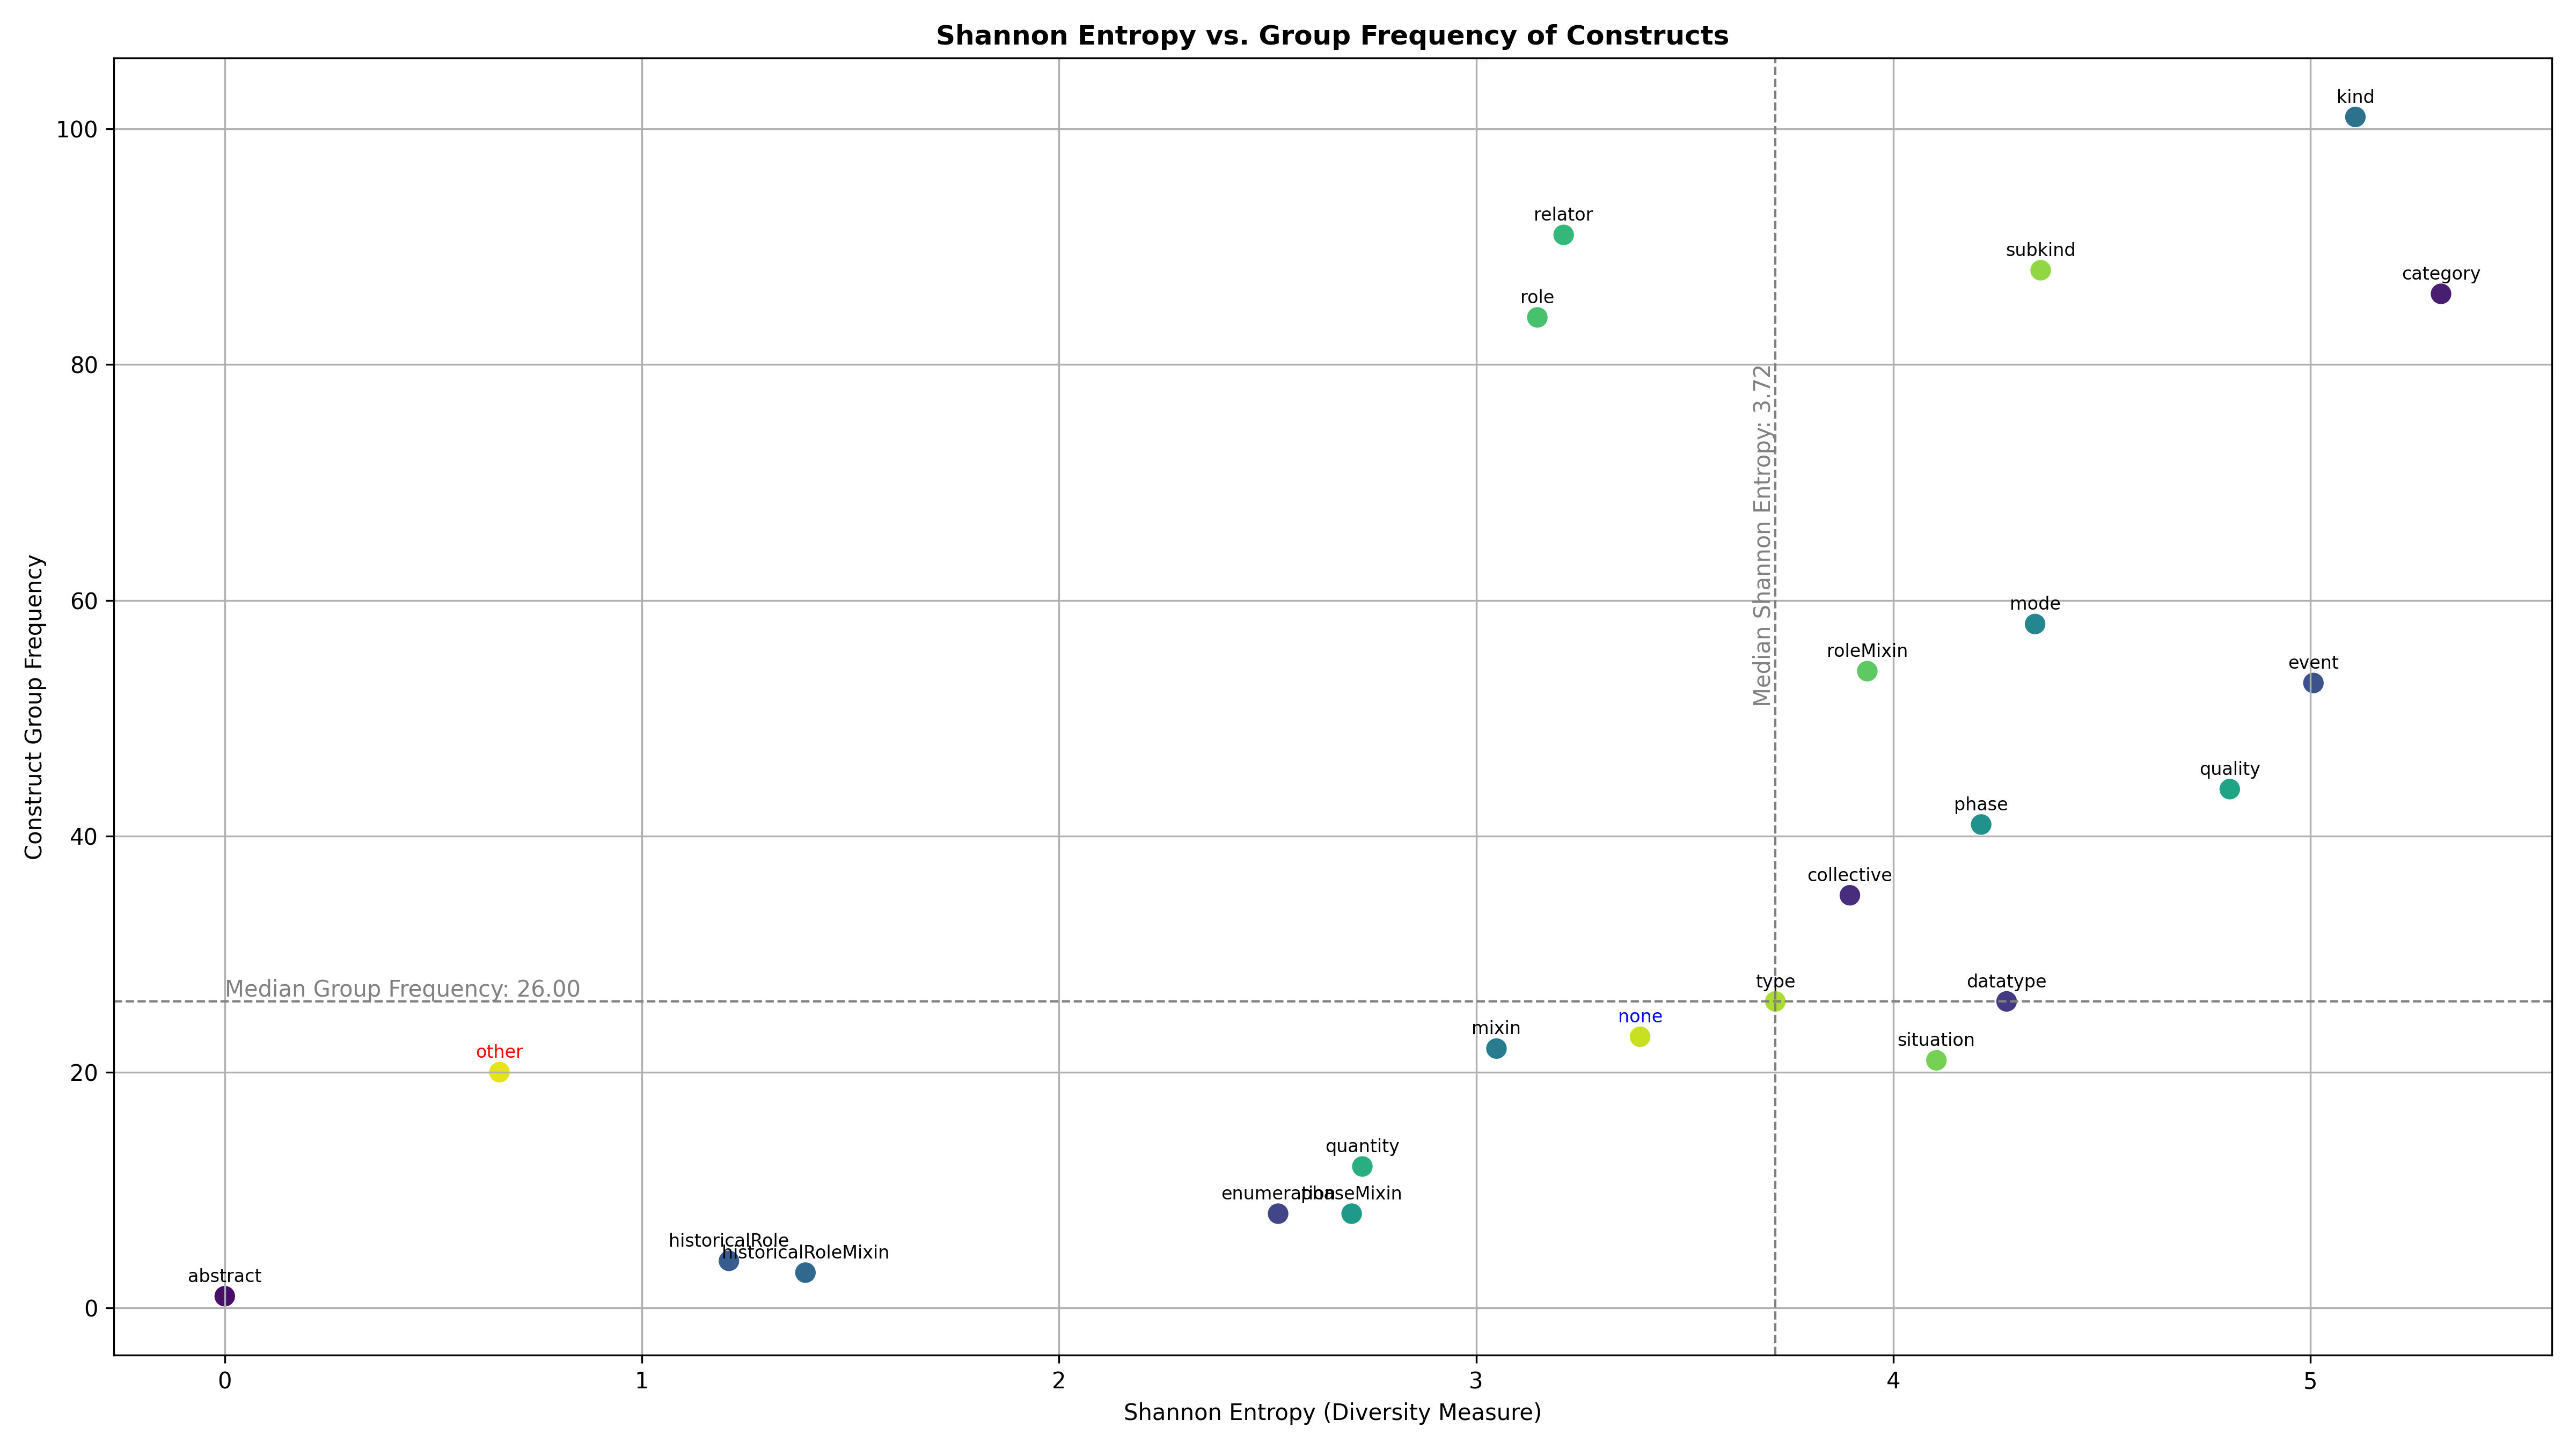 Shannon Entropy vs. Group Frequency of Constructs
kind
100
relator
subkind
category
role
80
Median Shannon Entropy: 3.72
mode
60
roleMixin
event
Construct Group Frequency
quality
phase
40
collective
type
datatype
Median Group Frequency: 26.00
none
mixin
situation
other
20
quantity
enumeration
phaseMixin
historicalRole
historicalRoleMixin
abstract
0
0 1 2 3 4 5
Shannon Entropy (Diversity Measure)